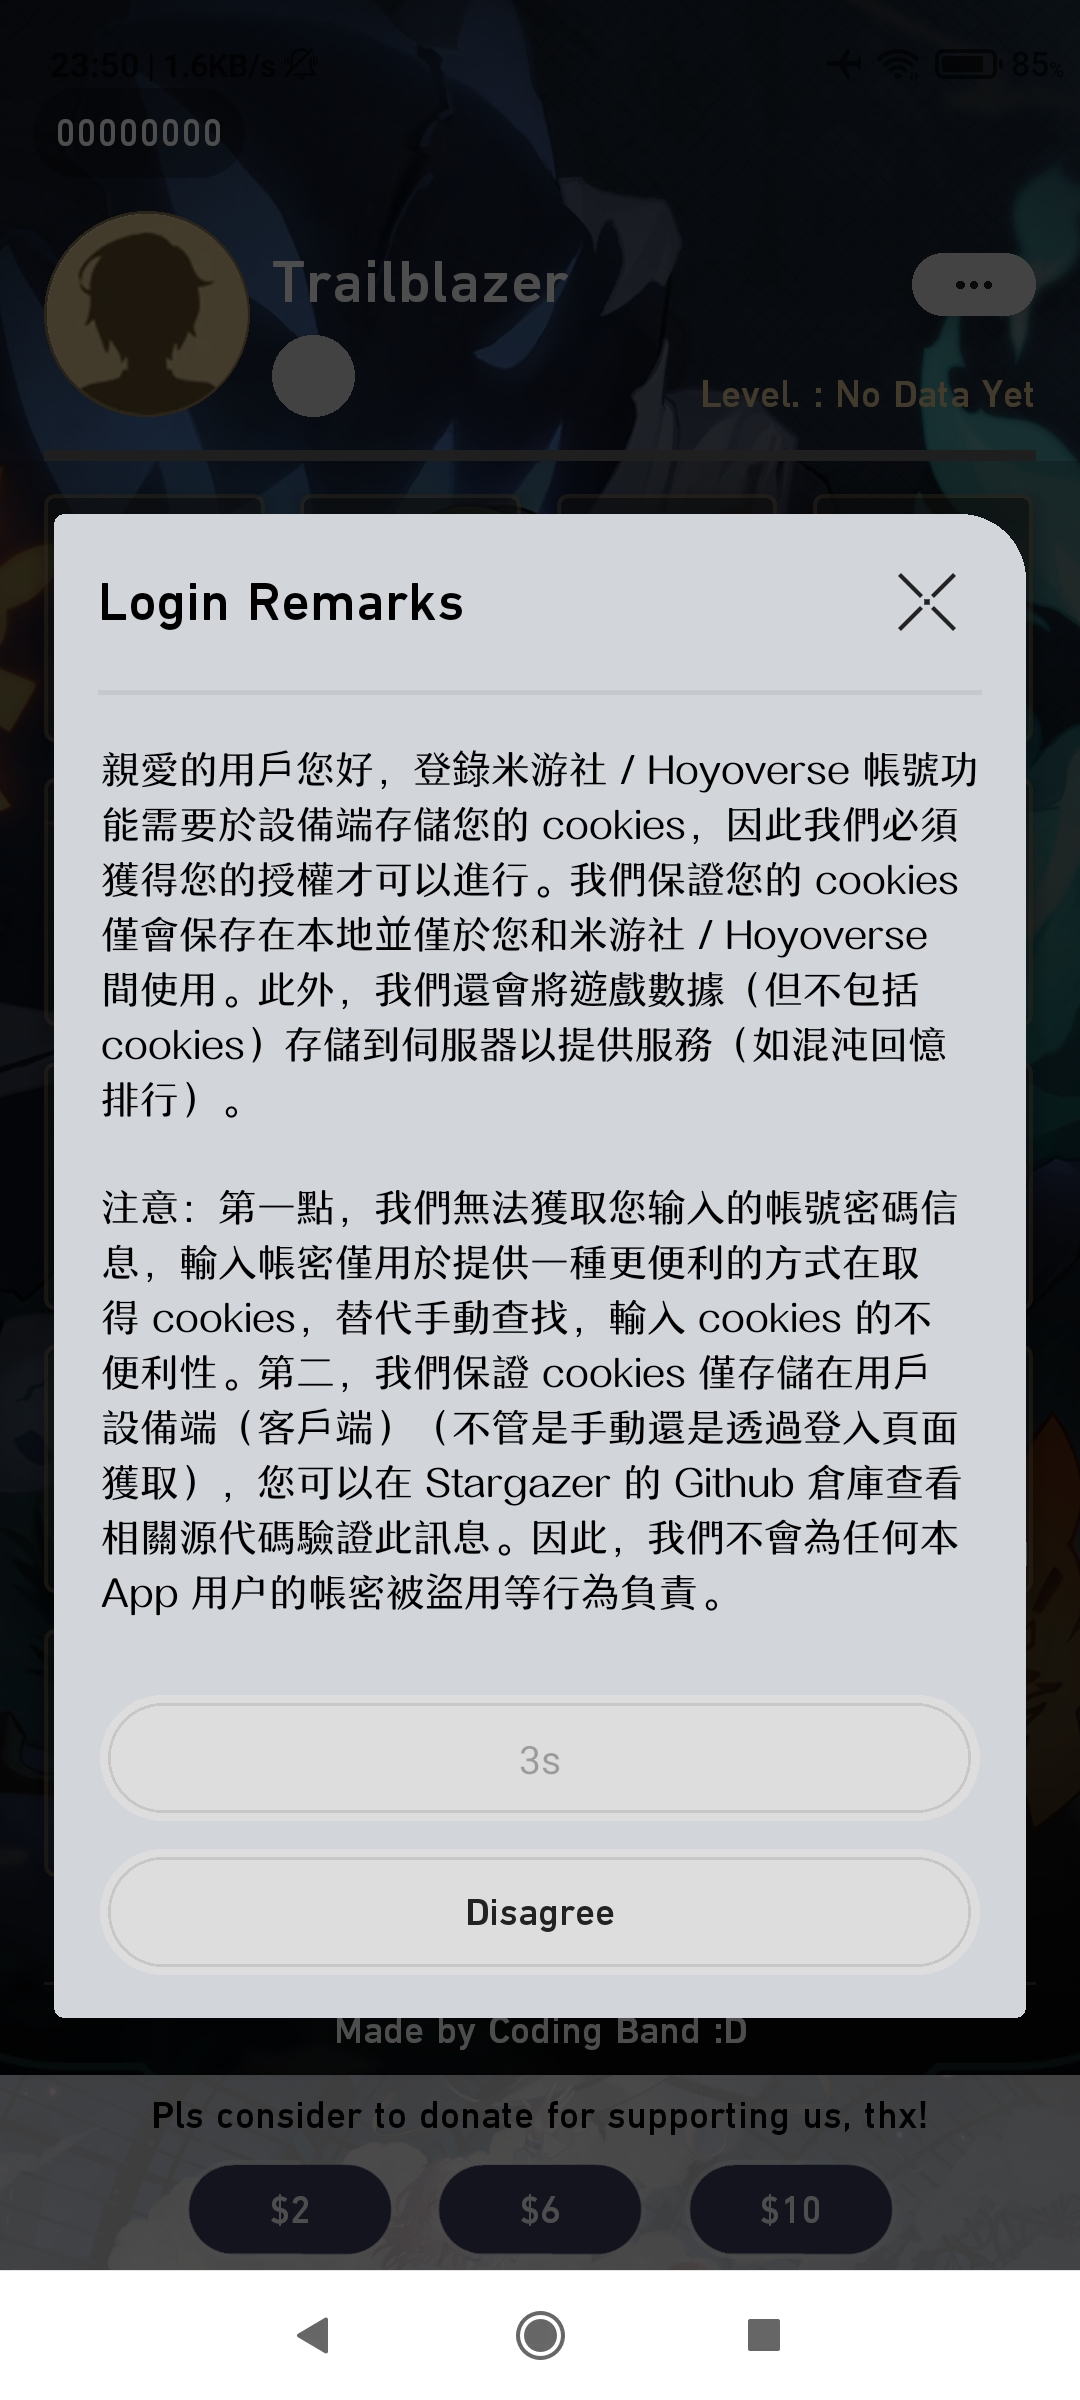 23:50 | 1.6KB/s
85%
00000000
Trailblazer
Level. : No Data Yet
Login Remarks
親愛的用戶您好，登錄米游社 / Hoyoverse 帳號功
能需要於設備端存儲您的 cookies，因此我們必須
獲得您的授權才可以進行。我們保證您的 cookies
僅會保存在本地並僅於您和米游社 / Hoyoverse
間使用。此外，我們還會將遊戲數據（但不包括
cookies）存儲到伺服器以提供服務（如混沌回憶
排行）。
注意：第一點，我們無法獲取您输入的帳號密碼信
息，輸入帳密僅用於提供一種更便利的方式在取
得 cookies，替代手動查找，輸入 cookies 的不
便利性。第二，我們保證 cookies 僅存儲在用戶
設備端（客戶端）（不管是手動還是透過登入頁面
獲取），您可以在 Stargazer 的 Github 倉庫查看
相關源代碼驗證此訊息。因此，我們不會為任何本
App 用户的帳密被盜用等行為負責。
3s
Disagree
Made by Coding Band :D
Pls consider to donate for supporting us, thx!
$2
$6
$10